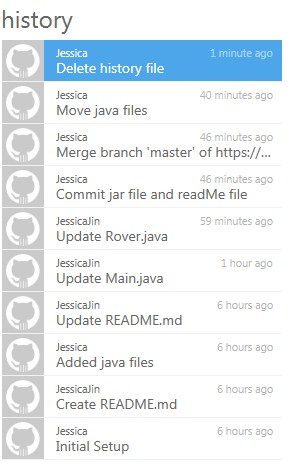 history
Jessica 1 minute ago
Delete history file
Jessica 40 minutes ago
Move java files
Jessica 46 minutes ago
Merge branch 'master' of https://...
Jessica 46 minutes ago
Commit jar file and readMe file
JessicaJin 59 minutes ago
Update Rover.java
JessicaJin 1 hour ago
Update Main.java
JessicaJin 6 hours ago
Update README.md
Jessica 6 hours ago
Added java files
JessicaJin 6 hours ago
Create README.md
Jessica 6 hours ago
Initial Setup